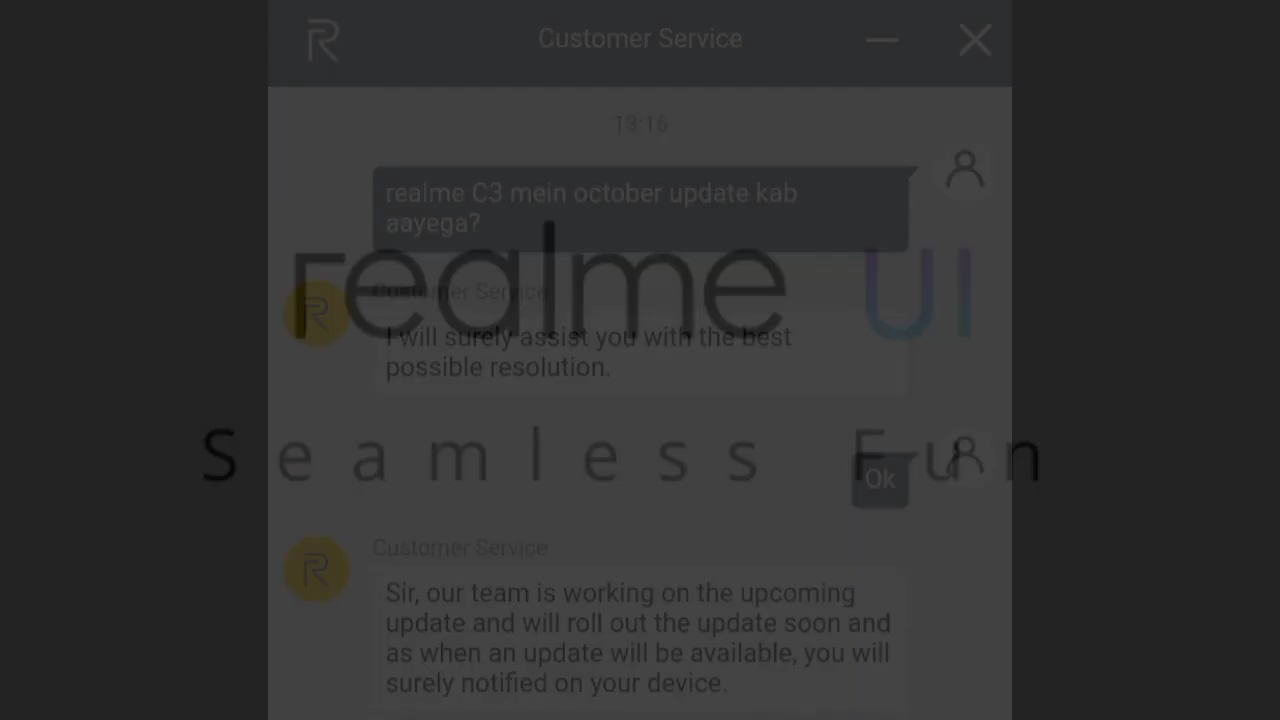 Customer Service
13:16
realme C3 mein october update kab
aayega?
realme UI
Customer Service
I will surely assist you with the best
possible resolution.
Seamless Fun
Ok
Customer Service
Sir, our team is working on the upcoming
update and will roll out the update soon and
as when an update will be available, you will
surely notified on your device.